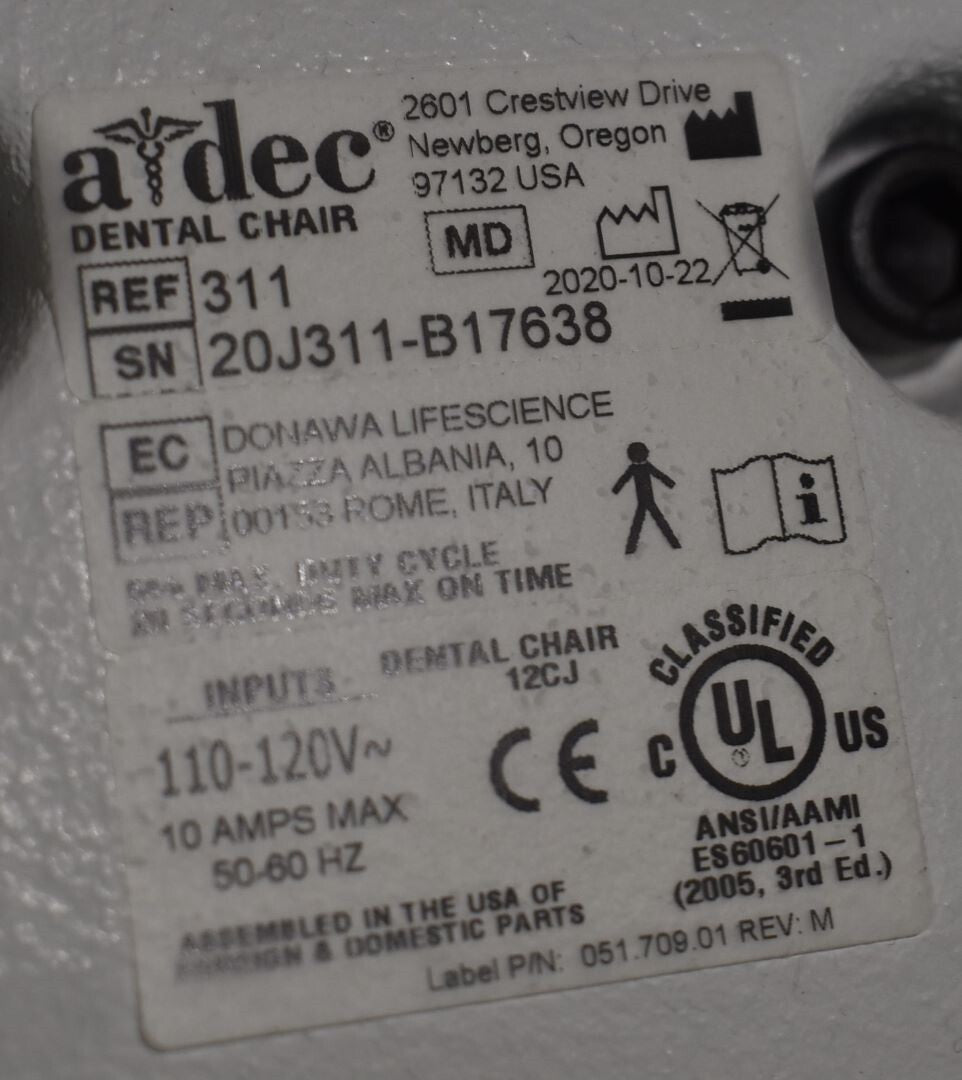 a dec®
DENTAL CHAIR
2601 Crestview Drive
Newberg, Oregon
97132 USA
MD
2020-10-22
REF 311
SN 20J311-B17638
EC REP
DONAWA LIFESCIENCE
PIAZZA ALBANIA, 10
00153 ROME, ITALY
i
MAX. DUTY CYCLE
20 SECONDS MAX ON TIME
INPUTS
DENTAL CHAIR
12CJ
110-120V~
10 AMPS MAX
50-60 HZ
CE
CLASSIFIED
C UL US
ANSI/AAMI
ES60601-1
(2005, 3rd Ed.)
ASSEMBLED IN THE USA OF
FOREIGN & DOMESTIC PARTS
Label P/N: 051.709.01 REV: M